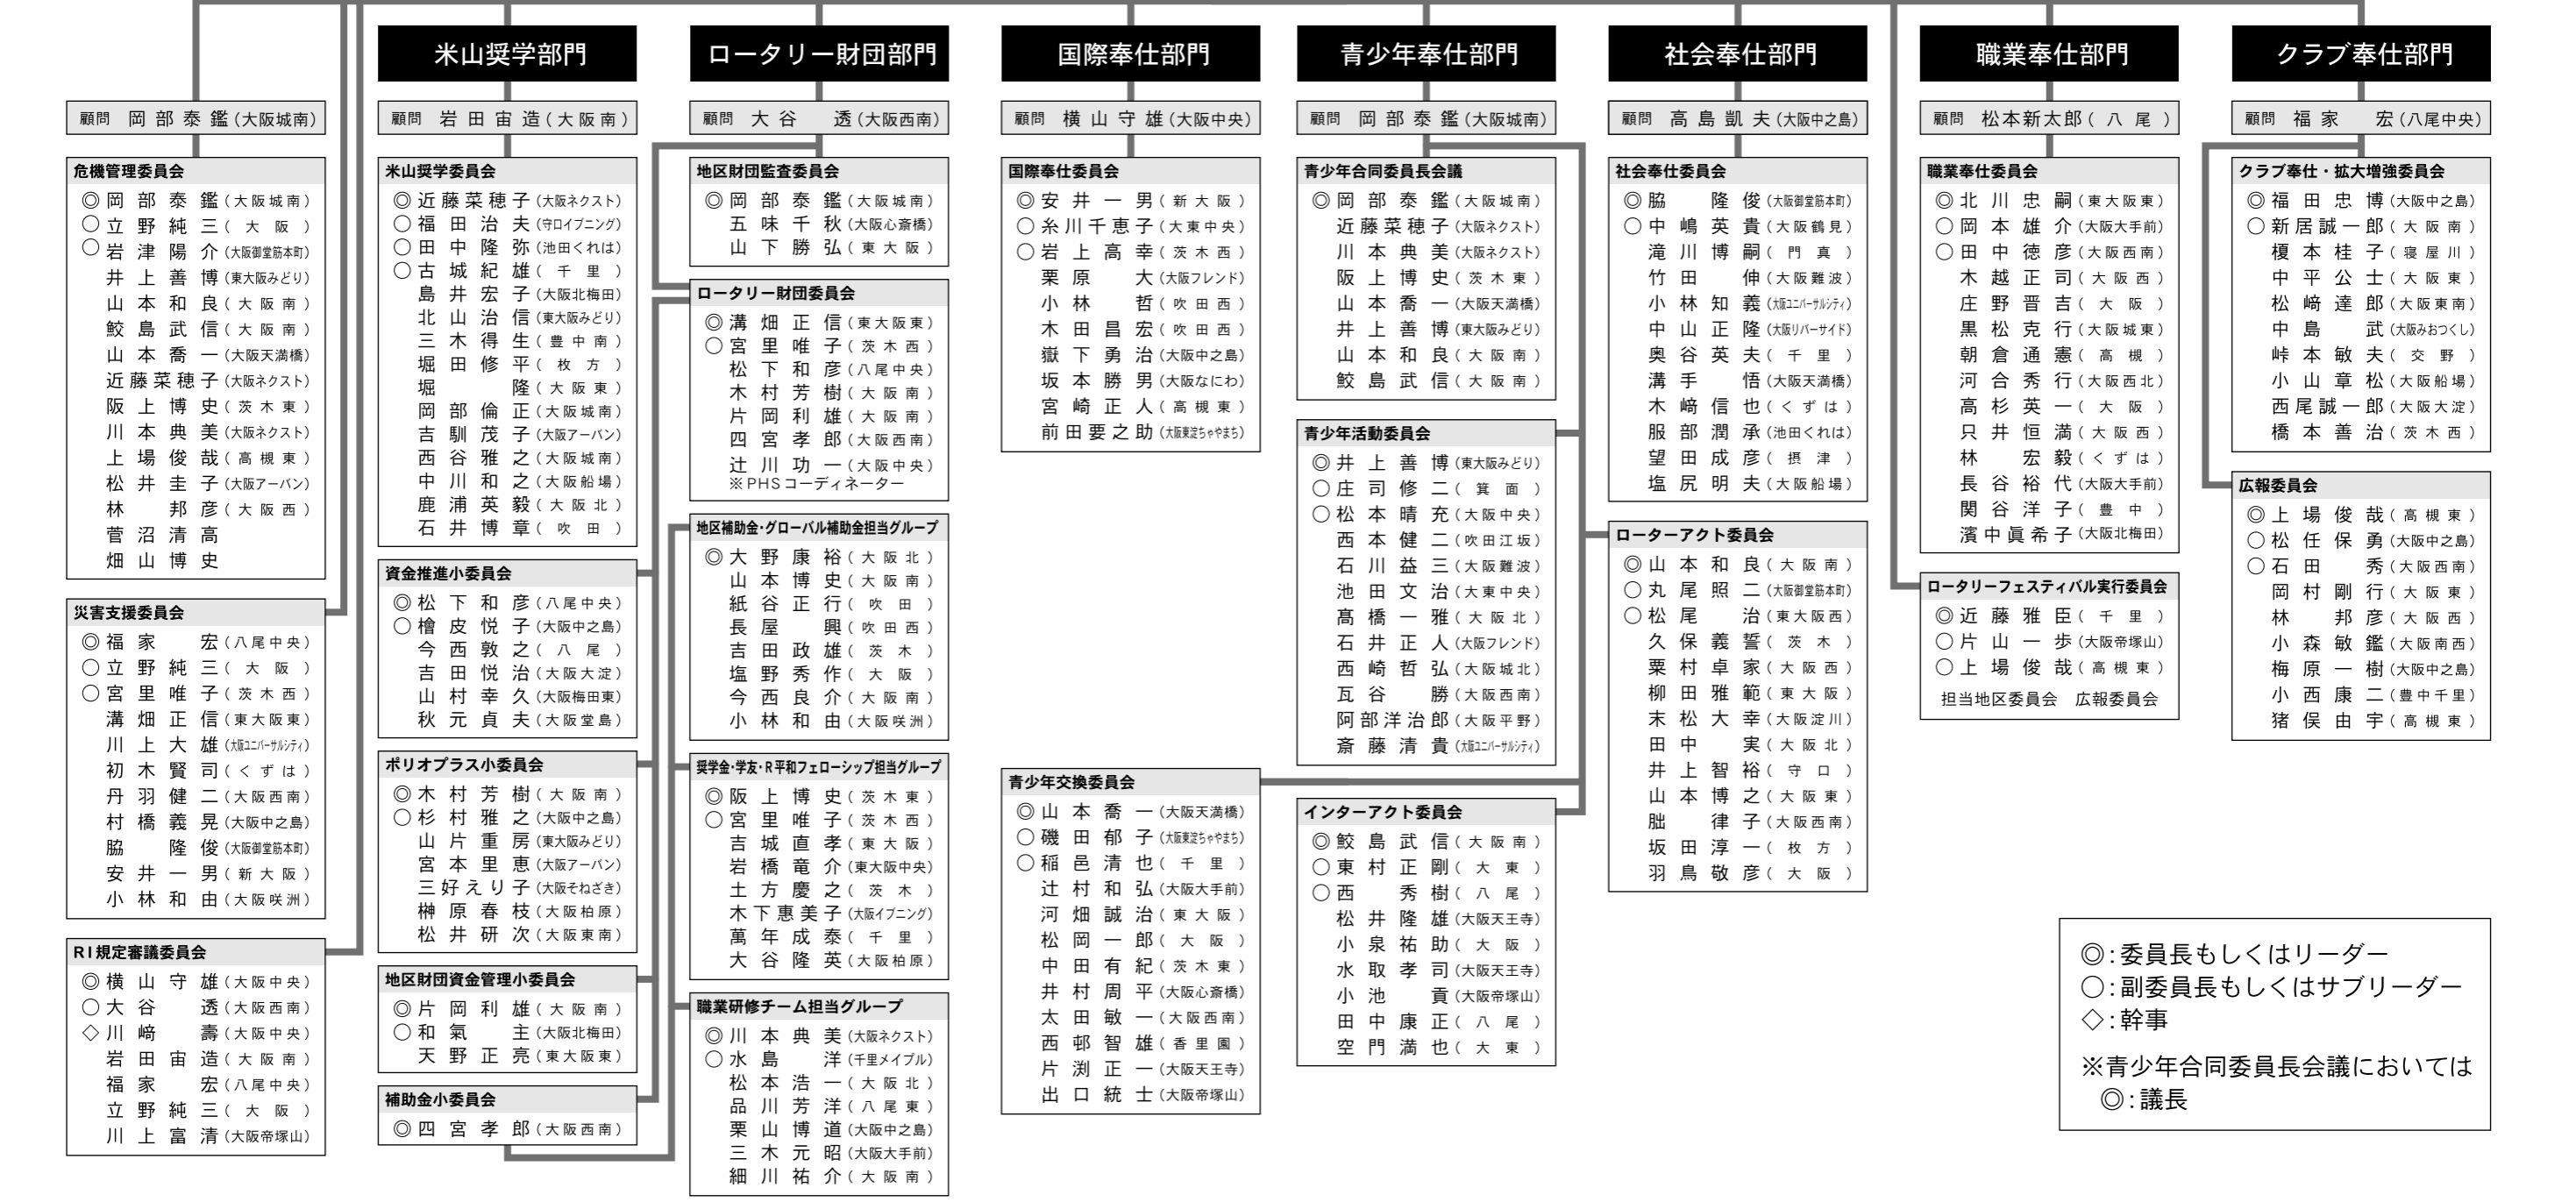 顧問 岡部泰鑑(大阪城南)
危機管理委員会
◎岡部泰鑑(大阪城南)
○立野純三(大阪)
○岩津陽介(大阪御堂筋本町)
井上善博(東大阪みどり)
山本和良(大阪南)
鮫島武信(大阪南)
山本喬一(大阪天満橋)
近藤菜穂子(大阪ネクスト)
阪上博史(茨木東)
川本典美(大阪ネクスト)
上場俊哉(高槻東)
松井圭子(大阪アーバン)
林邦彦(大阪西)
菅沼清高
畑山博史
災害支援委員会
◎福家宏(八尾中央)
○立野純三(大阪)
○宮里唯子(茨木西)
溝畑正信(東大阪東)
川上大雄(大阪ユニバーサルシティ)
初木賢司(くずは)
丹羽健二(大阪西南)
村橋義晃(大阪中之島)
脇隆俊(大阪御堂筋本町)
安井一男(新大阪)
小林和由(大阪咲洲)
RI規定審議委員会
◎横山守雄(大阪中央)
○大谷透(大阪西南)
◇川﨑壽(大阪中央)
岩田宙造(大阪南)
福家宏(八尾中央)
立野純三(大阪)
川上富清(大阪帝塚山)
米山奨学部門
顧問 岩田宙造(大阪南)
米山奨学委員会
◎近藤菜穂子(大阪ネクスト)
○福田治夫(守口イブニング)
○田中隆弥(池田くれは)
○古城紀雄(千里)
島井宏子(大阪北梅田)
北山治信(東大阪みどり)
三木得生(豊中南)
堀田修平(枚方)
堀隆(大阪東)
岡部倫正(大阪城南)
吉馴茂子(大阪アーバン)
西谷雅之(大阪城南)
中川和之(大阪船場)
鹿浦英毅(大阪北)
石井博章(吹田)
資金推進小委員会
◎松下和彦(八尾中央)
○檜皮悦子(大阪中之島)
今西敦之(八尾)
吉田悦治(大阪大淀)
山村幸久(大阪梅田東)
秋元貞夫(大阪堂島)
ポリオプラス小委員会
◎木村芳樹(大阪南)
○杉村雅之(大阪中之島)
山片重房(東大阪みどり)
宮本里恵(大阪アーバン)
三好えり子(大阪そねざき)
榊原春枝(大阪柏原)
松井研次(大阪東南)
地区財団資金管理小委員会
◎片岡利雄(大阪南)
○和氣主(大阪北梅田)
天野正亮(東大阪東)
補助金小委員会
◎四宮孝郎(大阪西南)
ロータリー財団部門
顧問 大谷透(大阪西南)
地区財団監査委員会
◎岡部泰鑑(大阪城南)
五味千秋(大阪心斎橋)
山下勝弘(東大阪)
ロータリー財団委員会
◎溝畑正信(東大阪東)
○宮里唯子(茨木西)
松下和彦(八尾中央)
木村芳樹(大阪南)
片岡利雄(大阪南)
四宮孝郎(大阪西南)
辻川功一(大阪中央)
※PHSコーディネーター
地区補助金・グローバル補助金担当グループ
◎大野康裕(大阪北)
山本博史(大阪南)
紙谷正行(吹田)
長屋興(吹田西)
吉田政雄(茨木)
塩野秀作(大阪)
今西良介(大阪南)
小林和由(大阪咲洲)
奨学金・学友・R平和フェローシップ担当グループ
◎阪上博史(茨木東)
○宮里唯子(茨木西)
吉城直孝(東大阪)
岩橋竜介(東大阪中央)
土方慶之(茨木)
木下恵美子(大阪イブニング)
萬年成泰(千里)
大谷隆英(大阪柏原)
職業研修チーム担当グループ
◎川本典美(大阪ネクスト)
○水島洋(千里メイプル)
松本浩一(大阪北)
品川芳洋(八尾東)
栗山博道(大阪中之島)
三木元昭(大阪大手前)
細川祐介(大阪南)
国際奉仕部門
顧問 横山守雄(大阪中央)
国際奉仕委員会
◎安井一男(新大阪)
○糸川千恵子(大東中央)
○岩上高幸(茨木西)
栗原大(大阪フレンド)
小林哲(吹田西)
木田昌宏(吹田西)
嶽下勇治(大阪中之島)
坂本勝男(大阪なにわ)
宮崎正人(高槻東)
前田要之助(大阪東淀ちゃやまち)
青少年交換委員会
◎山本喬一(大阪天満橋)
○磯田郁子(大阪東淀ちゃやまち)
○稲邑清也(千里)
辻村和弘(大阪大手前)
河畑誠治(東大阪)
松岡一郎(大阪)
中田有紀(茨木東)
井村周平(大阪心斎橋)
太田敏一(大阪西南)
西邨智雄(香里園)
片渕正一(大阪天王寺)
出口統士(大阪帝塚山)
青少年奉仕部門
顧問 岡部泰鑑(大阪城南)
青少年合同委員長会議
◎岡部泰鑑(大阪城南)
近藤菜穂子(大阪ネクスト)
川本典美(大阪ネクスト)
阪上博史(茨木東)
山本喬一(大阪天満橋)
井上善博(東大阪みどり)
山本和良(大阪南)
鮫島武信(大阪南)
青少年活動委員会
◎井上善博(東大阪みどり)
○庄司修二(箕面)
○松本晴充(大阪中央)
西本健二(吹田江坂)
石川益三(大阪難波)
池田文治(大東中央)
髙橋一雅(大阪北)
石井正人(大阪フレンド)
西崎哲弘(大阪城北)
瓦谷勝(大阪西南)
阿部洋治郎(大阪平野)
斎藤清貴(大阪ユニバーサルシティ)
インターアクト委員会
◎鮫島武信(大阪南)
○東村正剛(大東)
○西秀樹(八尾)
松井隆雄(大阪天王寺)
小泉祐助(大阪)
水取孝司(大阪天王寺)
小池貢(大阪帝塚山)
田中康正(八尾)
空門満也(大東)
社会奉仕部門
顧問 高島凱夫(大阪中之島)
社会奉仕委員会
◎脇隆俊(大阪御堂筋本町)
○中嶋英貴(大阪鶴見)
滝川博嗣(門真)
竹田伸(大阪難波)
小林知義(大阪ユニバーサルシティ)
中山正隆(大阪リバーサイド)
奥谷英夫(千里)
溝手悟(大阪天満橋)
木﨑信也(くずは)
服部潤承(池田くれは)
望田成彦(摂津)
塩尻明夫(大阪船場)
ローターアクト委員会
◎山本和良(大阪南)
○丸尾照二(大阪御堂筋本町)
○松尾治(東大阪西)
久保義誓(茨木)
栗村卓家(大阪西)
柳田雅範(東大阪)
末松大幸(大阪淀川)
田中実(大阪北)
井上智裕(守口)
山本博之(大阪東)
朏律子(大阪西南)
坂田淳一(枚方)
羽鳥敬彦(大阪)
職業奉仕部門
顧問 松本新太郎(八尾)
職業奉仕委員会
◎北川忠嗣(東大阪東)
○岡本雄介(大阪大手前)
○田中徳彦(大阪西南)
木越正司(大阪西)
庄野晋吉(大阪)
黒松克行(大阪城東)
朝倉通憲(高槻)
河合秀行(大阪西北)
高杉英一(大阪)
只井恒満(大阪西)
林宏毅(くずは)
長谷裕代(大阪大手前)
関谷洋子(豊中)
濱中眞希子(大阪北梅田)
ロータリーフェスティバル実行委員会
◎近藤雅臣(千里)
○片山一歩(大阪帝塚山)
○上場俊哉(高槻東)
担当地区委員会 広報委員会
クラブ奉仕部門
顧問 福家宏(八尾中央)
クラブ奉仕・拡大増強委員会
◎福田忠博(大阪中之島)
○新居誠一郎(大阪南)
榎本桂子(寝屋川)
中平公士(大阪東)
松﨑達郎(大阪東南)
中島武(大阪みおつくし)
峠本敏夫(交野)
小山章松(大阪船場)
西尾誠一郎(大阪大淀)
橋本善治(茨木西)
広報委員会
◎上場俊哉(高槻東)
○松任保勇(大阪中之島)
○石田秀(大阪西南)
岡村剛行(大阪東)
林邦彦(大阪西)
小森敏鑑(大阪南西)
梅原一樹(大阪中之島)
小西康二(豊中千里)
猪俣由宇(高槻東)
◎:委員長もしくはリーダー
○:副委員長もしくはサブリーダー
◇:幹事
※青少年合同委員長会議においては
◎:議長